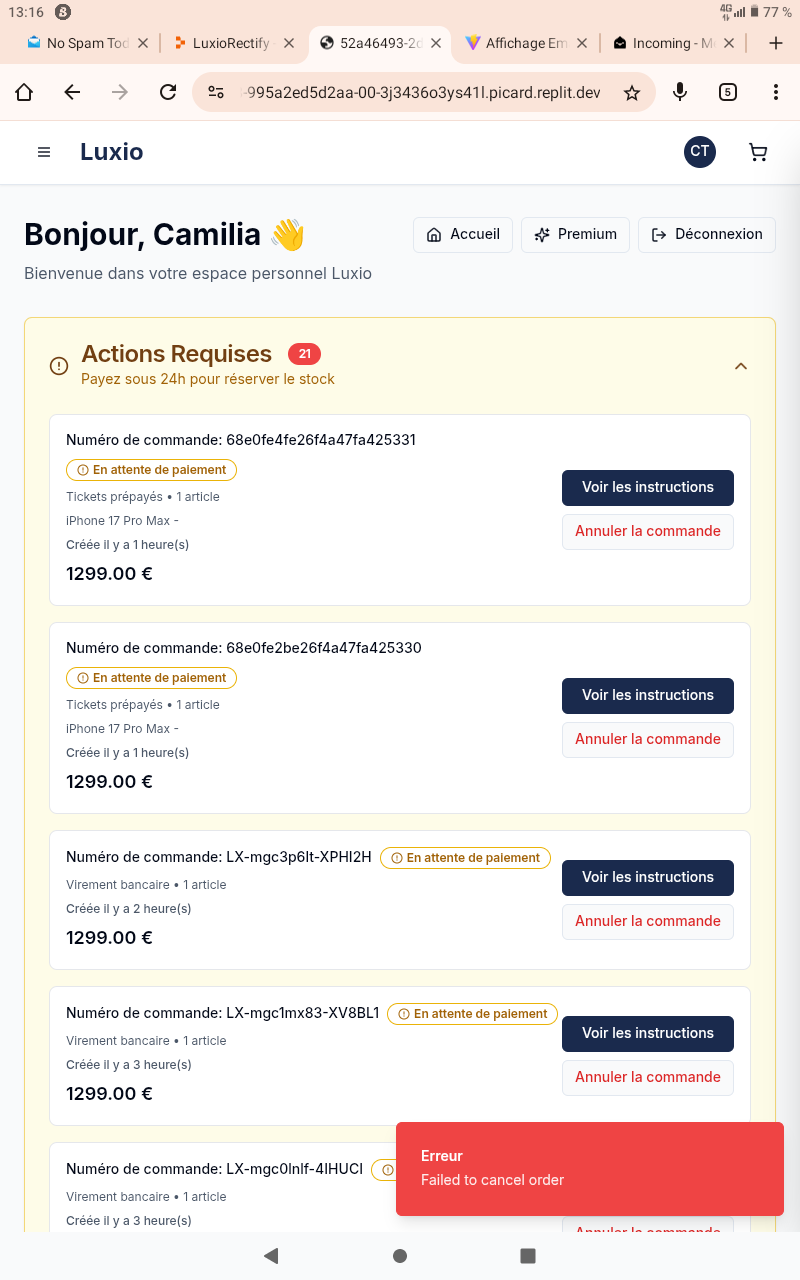 13:16 4G 77 %
No Spam Tod LuxioRectify 52a46493-2d Affichage Em Incoming - M
-995a2ed5d2aa-00-3j3436o3ys41l.picard.replit.dev 5
Luxio CT
Bonjour, Camilia 👋 Accueil Premium Déconnexion
Bienvenue dans votre espace personnel Luxio
Actions Requises 21
Payez sous 24h pour réserver le stock
Numéro de commande: 68e0fe4fe26f4a47fa425331
En attente de paiement
Voir les instructions
Tickets prépayés • 1 article
iPhone 17 Pro Max -
Annuler la commande
Créée il y a 1 heure(s)
1299.00 €
Numéro de commande: 68e0fe2be26f4a47fa425330
En attente de paiement
Voir les instructions
Tickets prépayés • 1 article
iPhone 17 Pro Max -
Annuler la commande
Créée il y a 1 heure(s)
1299.00 €
Numéro de commande: LX-mgc3p6lt-XPHI2H En attente de paiement
Voir les instructions
Virement bancaire • 1 article
Créée il y a 2 heure(s)
Annuler la commande
1299.00 €
Numéro de commande: LX-mgc1mx83-XV8BL1 En attente de paiement
Voir les instructions
Virement bancaire • 1 article
Créée il y a 3 heure(s)
Annuler la commande
1299.00 €
Erreur
Numéro de commande: LX-mgc0lnlf-4IHUCI
Failed to cancel order
Virement bancaire • 1 article
Créée il y a 3 heure(s)
Annuler la commande